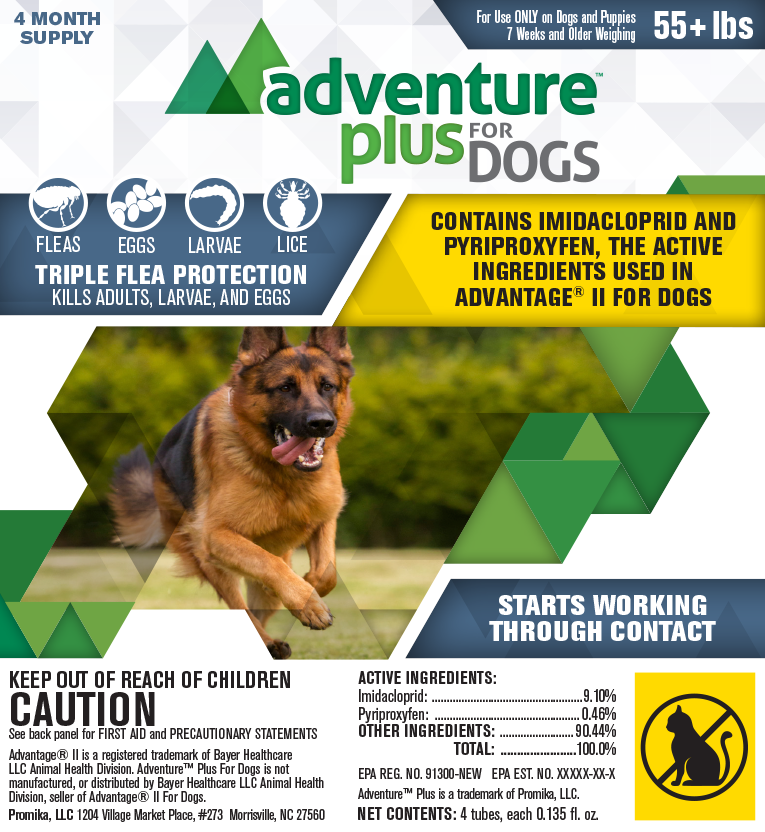 4 MONTH
SUPPLY
For Use ONLY on Dogs and Puppies
7 Weeks and Older Weighing
55+ lbs
adventure™
plus FOR
DOGS
FLEAS EGGS LARVAE LICE
TRIPLE FLEA PROTECTION
KILLS ADULTS, LARVAE, AND EGGS
CONTAINS IMIDACLOPRID AND
PYRIPROXYFEN, THE ACTIVE
INGREDIENTS USED IN
ADVANTAGE® II FOR DOGS
STARTS WORKING
THROUGH CONTACT
KEEP OUT OF REACH OF CHILDREN
CAUTION
See back panel for FIRST AID and PRECAUTIONARY STATEMENTS
Advantage® II is a registered trademark of Bayer Healthcare
LLC Animal Health Division. Adventure™ Plus For Dogs is not
manufactured, or distributed by Bayer Healthcare LLC Animal Health
Division, seller of Advantage® II For Dogs.
Promika, LLC 1204 Village Market Place, #273 Morrisville, NC 27560
ACTIVE INGREDIENTS:
Imidacloprid: ..................................................9.10%
Pyriproxyfen: .................................................0.46%
OTHER INGREDIENTS: ........................90.44%
TOTAL: ........................100.0%
EPA REG. NO. 91300-NEW EPA EST. NO. XXXXX-XX-X
Adventure™ Plus is a trademark of Promika, LLC.
NET CONTENTS: 4 tubes, each 0.135 fl. oz.